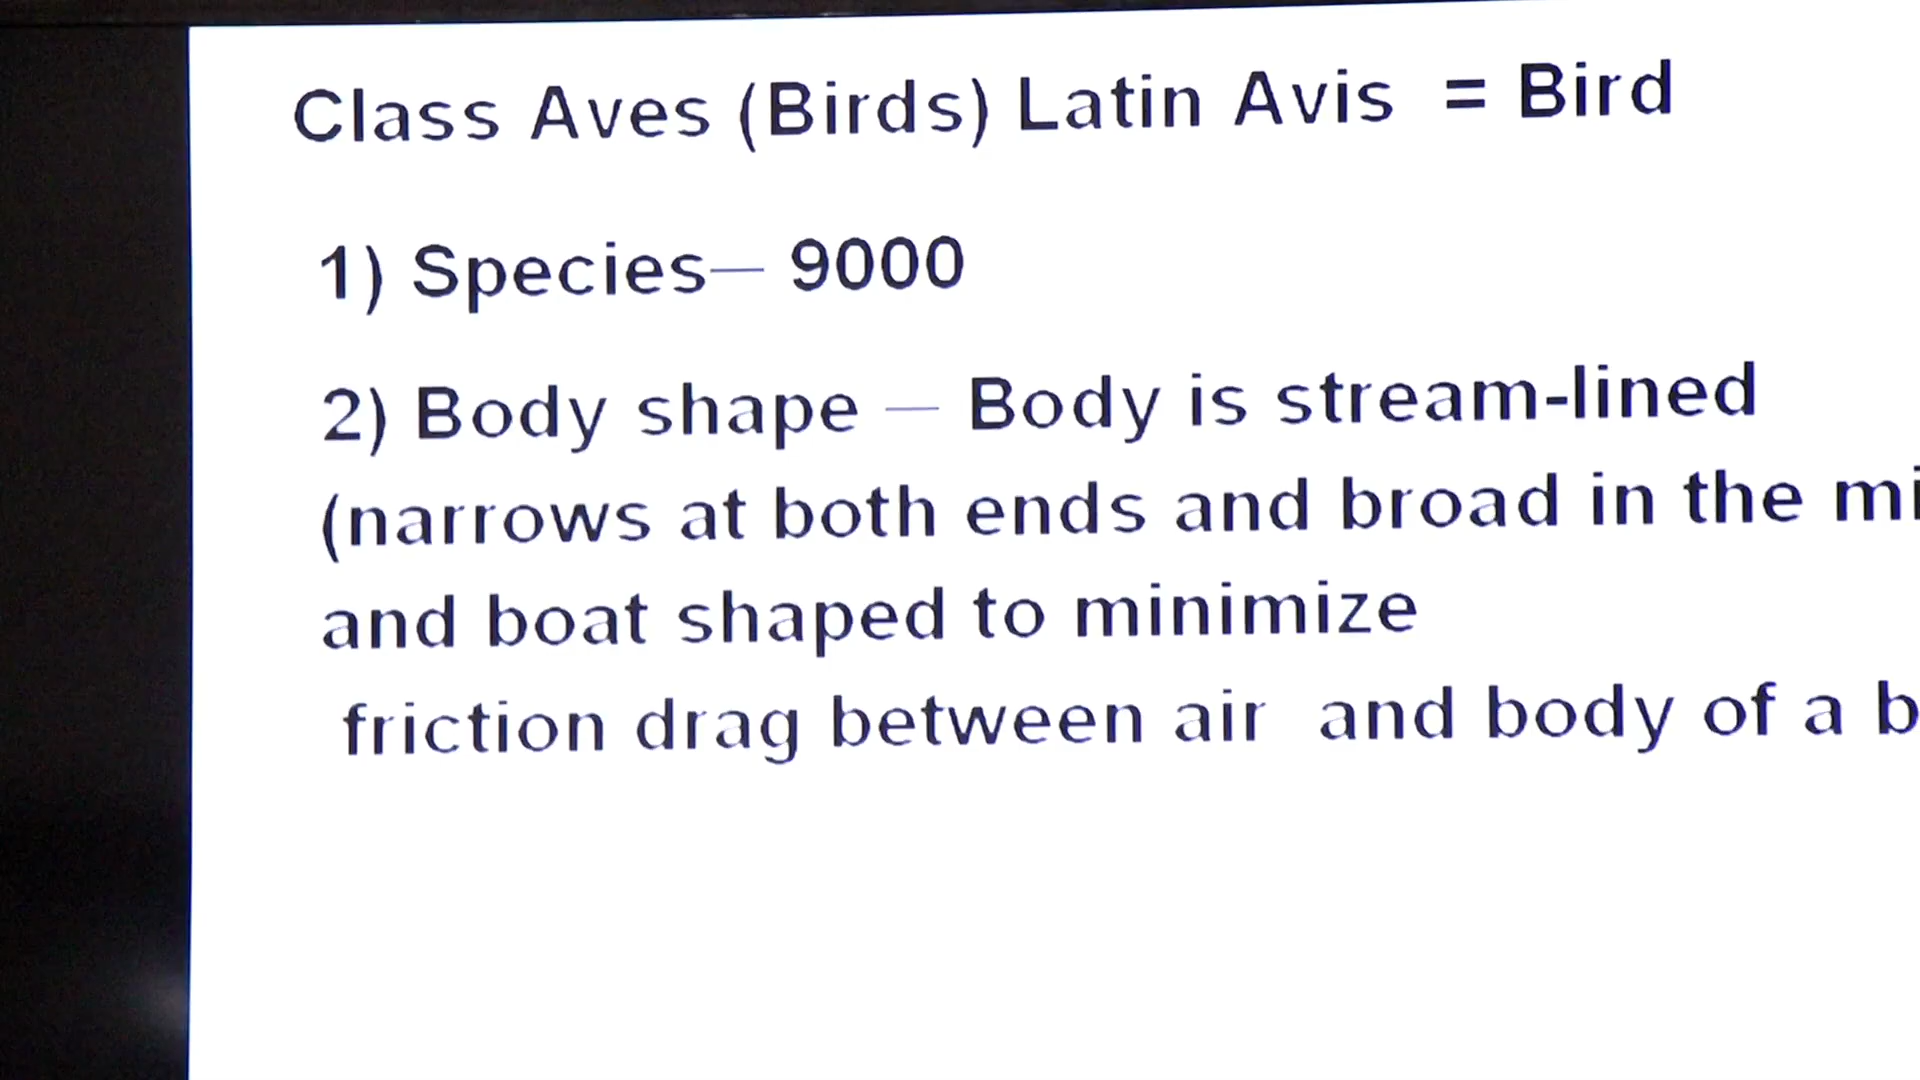 Class Aves (Birds) Latin Avis = Bird
1) Species— 9000
2) Body shape — Body is stream-lined
(narrows at both ends and broad in the
and boat shaped to minimize
friction drag between air and body of a